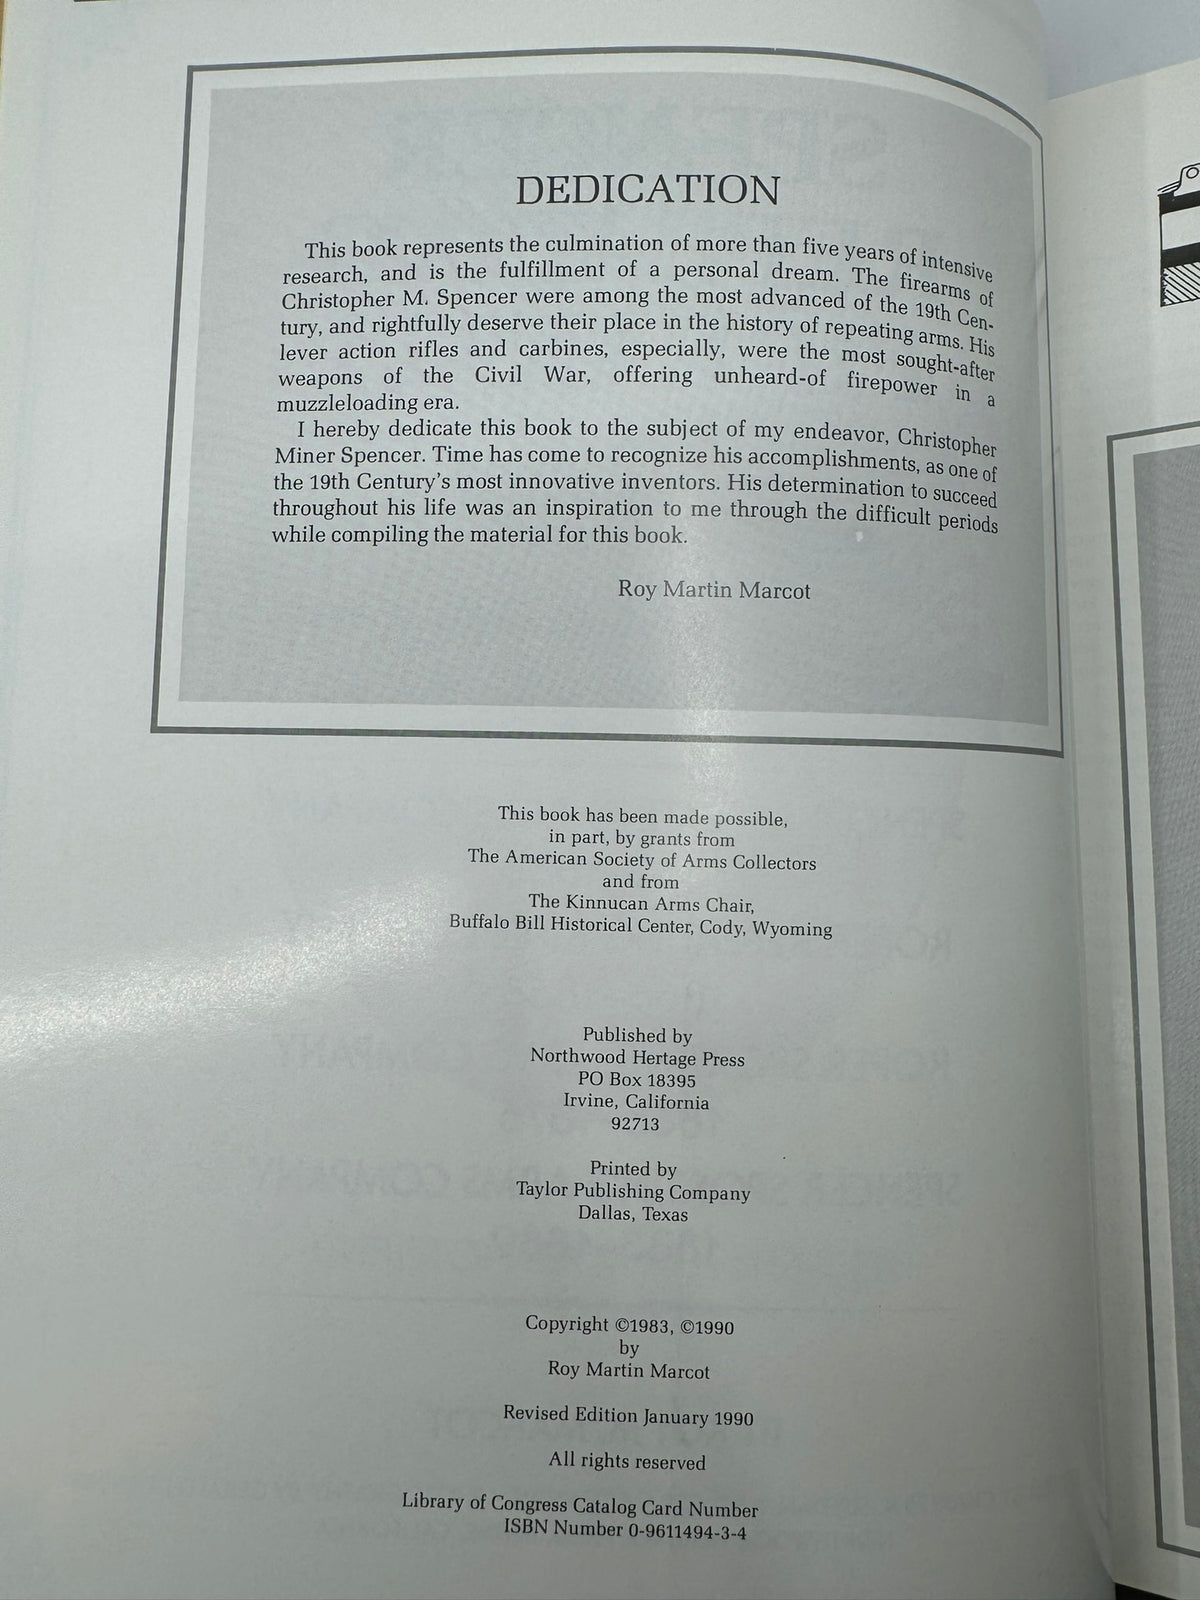 DEDICATION
This book represents the culmination of more than five years of intensive
research, and is the fulfillment of a personal dream. The firearms of
Christopher M. Spencer were among the most advanced of the 19th Cen-
tury, and rightfully deserve their place in the history of repeating arms. His
lever action rifles and carbines, especially, were the most sought-after
weapons of the Civil War, offering unheard-of firepower in a
muzzleloading era.
I hereby dedicate this book to the subject of my endeavor, Christopher
Miner Spencer. Time has come to recognize his accomplishments, as one of
the 19th Century's most innovative inventors. His determination to succeed
throughout his life was an inspiration to me through the difficult periods
while compiling the material for this book.
Roy Martin Marcot
This book has been made possible,
in part, by grants from
The American Society of Arms Collectors
and from
The Kinnucan Arms Chair,
Buffalo Bill Historical Center, Cody, Wyoming
Published by
Northwood Hertage Press
PO Box 18395
Irvine, California
92713
Printed by
Taylor Publishing Company
Dallas, Texas
Copyright ©1983, ©1990
by
Roy Martin Marcot
Revised Edition January 1990
All rights reserved
Library of Congress Catalog Card Number
ISBN Number 0-9611494-3-4